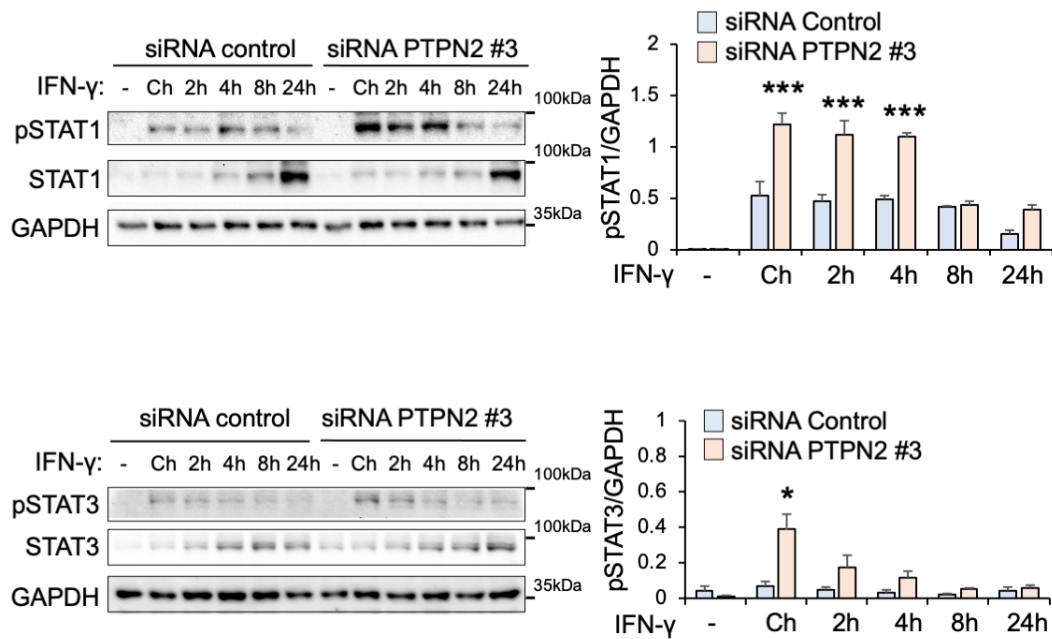 siRNA control siRNA PTPN2 #3
IFN-γ: - Ch 2h 4h 8h 24h - Ch 2h 4h 8h 24h
100kDa
pSTAT1
100kDa
STAT1
35kDa
GAPDH
siRNA Control
siRNA PTPN2 #3
pSTAT1/GAPDH
2
1.5
1
0.5
0
*** *** ***
IFN-γ - Ch 2h 4h 8h 24h
siRNA control siRNA PTPN2 #3
IFN-γ: - Ch 2h 4h 8h 24h - Ch 2h 4h 8h 24h
100kDa
pSTAT3
100kDa
STAT3
35kDa
GAPDH
siRNA Control
siRNA PTPN2 #3
pSTAT3/GAPDH
1
0.8
0.6
0.4
0.2
0
*
IFN-γ - Ch 2h 4h 8h 24h